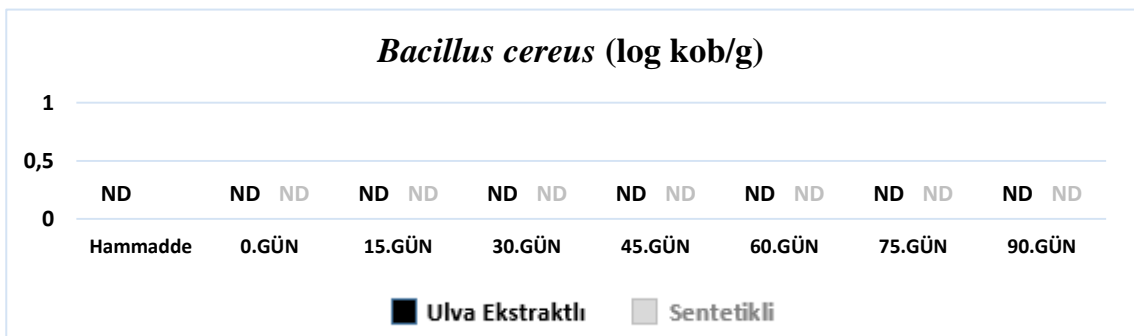 Bacillus cereus (log kob/g)
1
0,5
ND ND ND ND ND ND ND ND ND ND ND ND ND ND ND
0
Hammadde 0.GÜN 15.GÜN 30.GÜN 45.GÜN 60.GÜN 75.GÜN 90.GÜN
Ulva Ekstraktlı Sentetikli